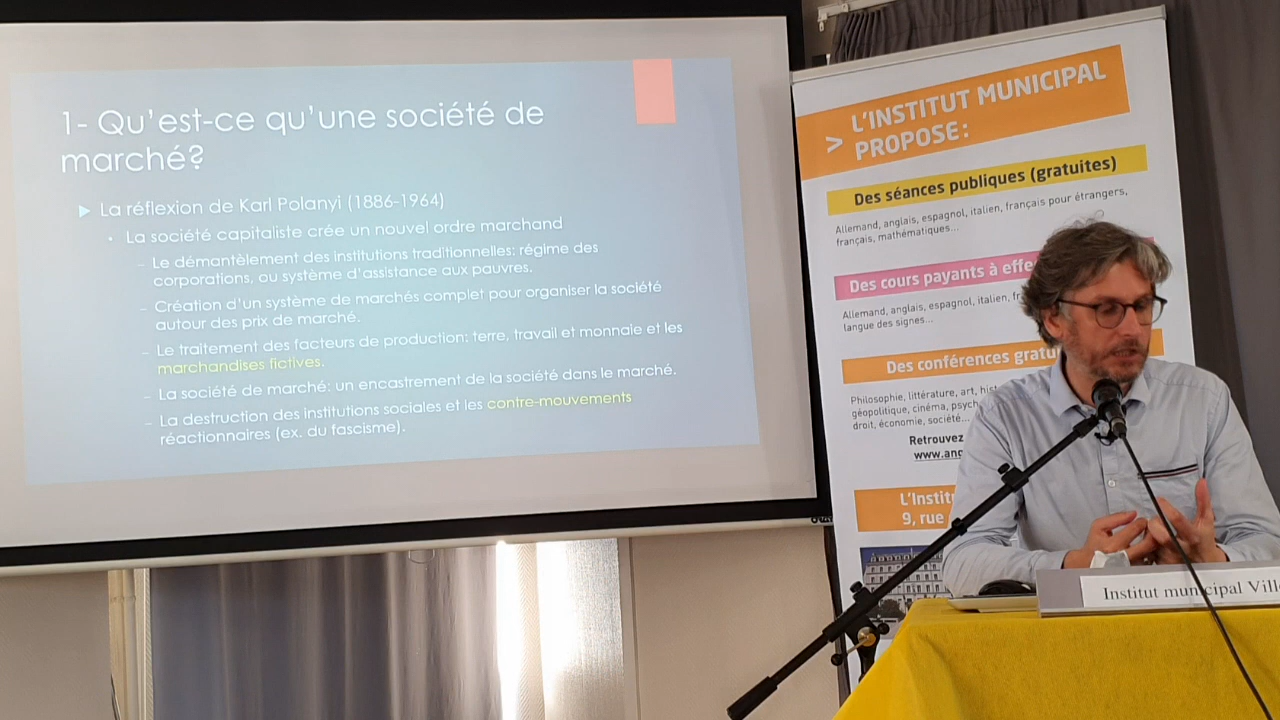 1- Qu'est-ce qu'une société de
marché?
La réflexion de Karl Polanyi (1886-1964)
La société capitaliste crée un nouvel ordre marchand
Le démantèlement des institutions traditionnelles: régime des
corporations, ou système d'assistance aux pauvres.
Création d'un système de marchés complet pour organiser la société
autour des prix de marché.
Le traitement des facteurs de production: terre, travail et monnaie et les
marchandises fictives.
La société de marché: un encastrement de la société dans le marché.
La destruction des institutions sociales et les contre-mouvements
réactionnaires (ex. du fascisme).
> L'INSTITUT MUNICIPAL
PROPOSE:
Des séances publiques (gratuites)
Allemand, anglais, espagnol, italien, français pour étrangers,
français, mathématiques...
Des cours payants à
Allemand, anglais, espagnol, italien,
langue des signes...
Des conférences
Philosophie, littérature, art,
géopolitique, cinéma,
droit, économie, société...
Retrouvez
L'Instit
9, rue
Institut municipal